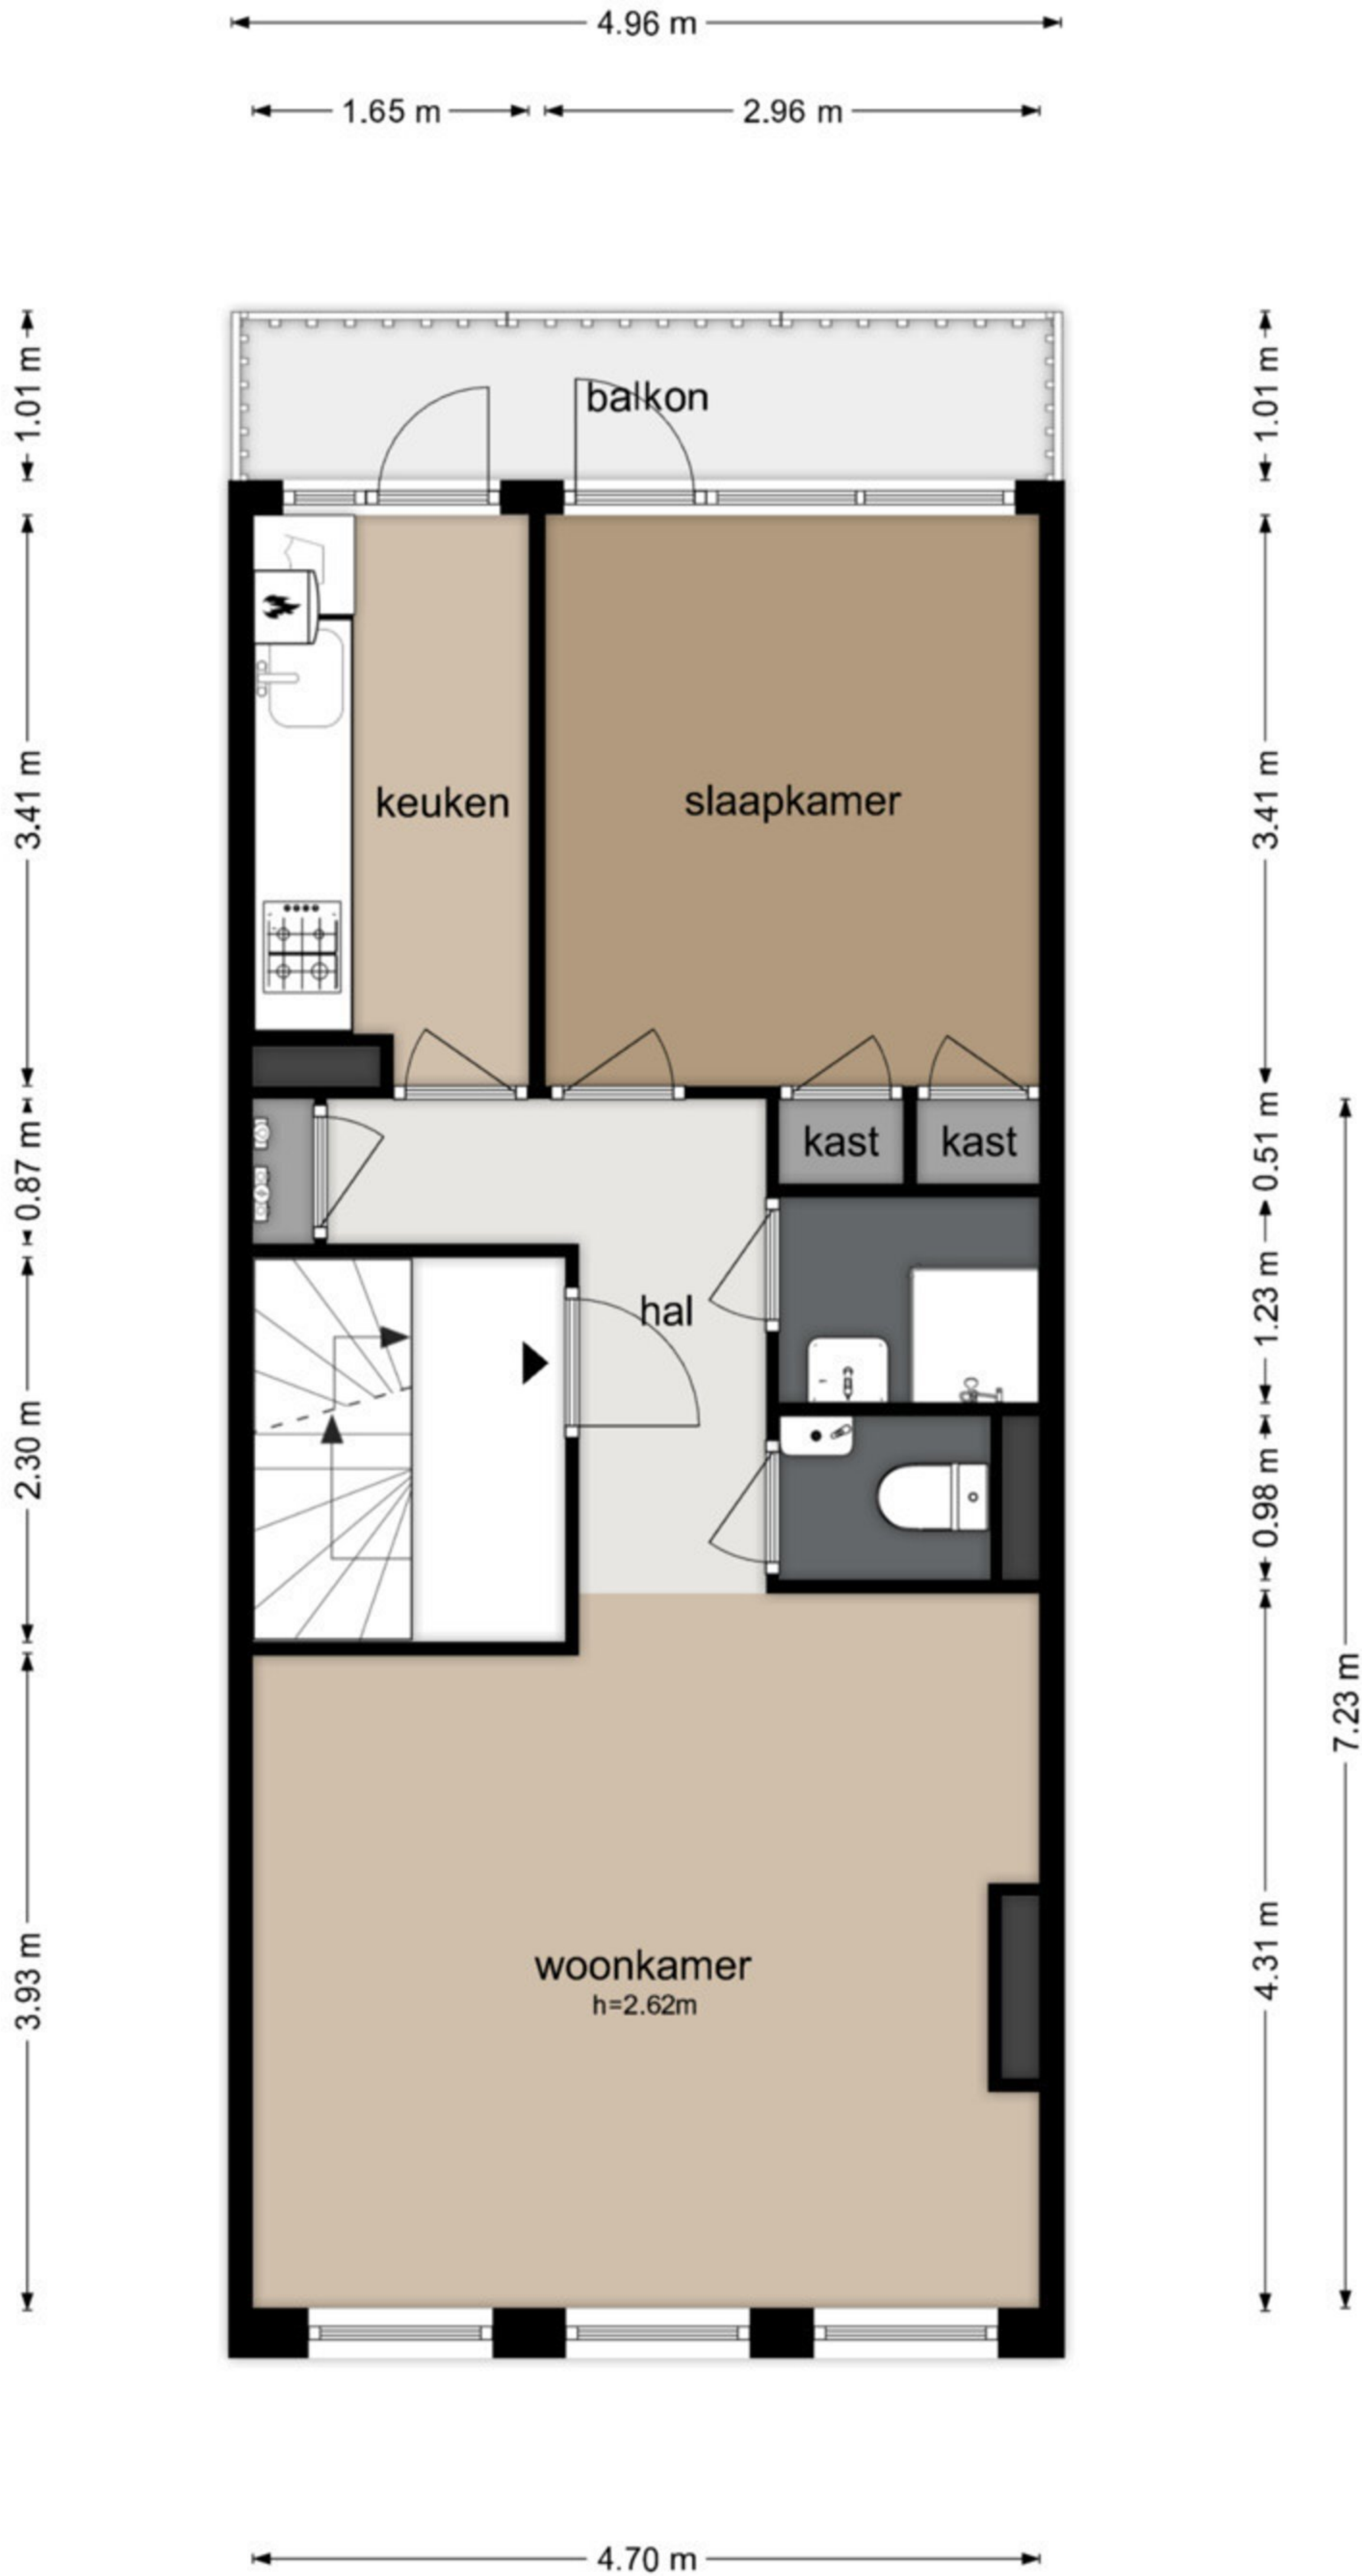 4.96 m
1.65 m
2.96 m
1.01 m
balkon
1.01 m
3.41 m
keuken
slaapkamer
3.41 m
0.87 m
kast
kast
0.51 m
hal
1.23 m
2.30 m
0.98 m
7.23 m
3.93 m
woonkamer
h=2.62m
4.31 m
4.70 m